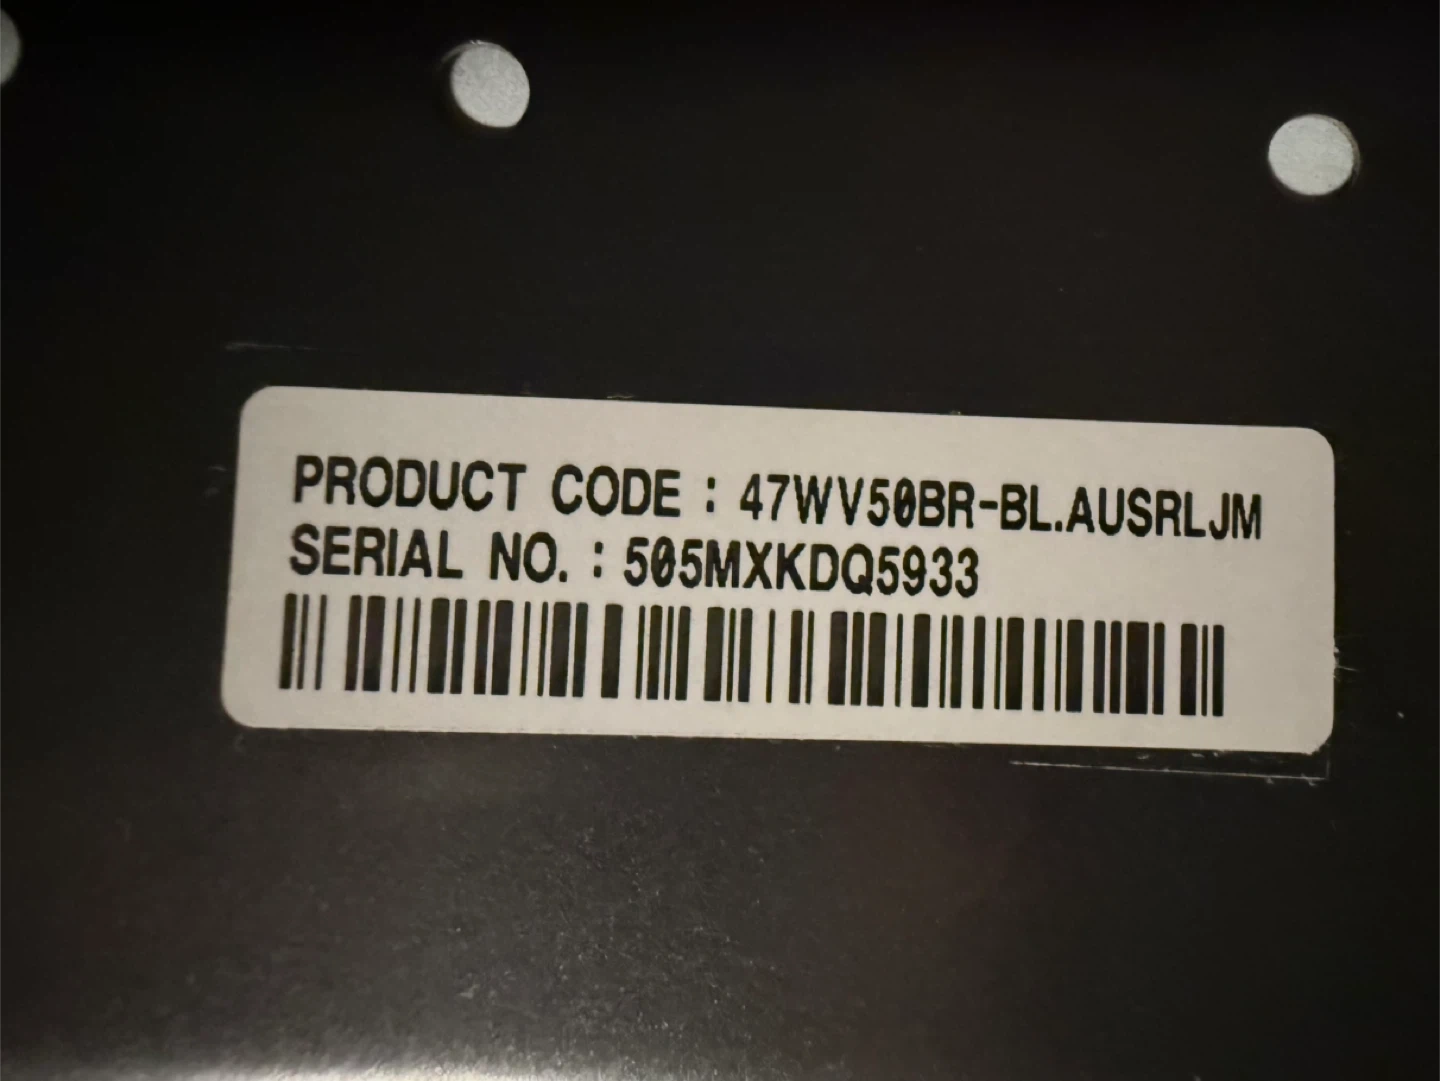 PRODUCT CODE : 47WV50BR-BL.AUSRLJM
SERIAL NO. : 505MXKDQ5933